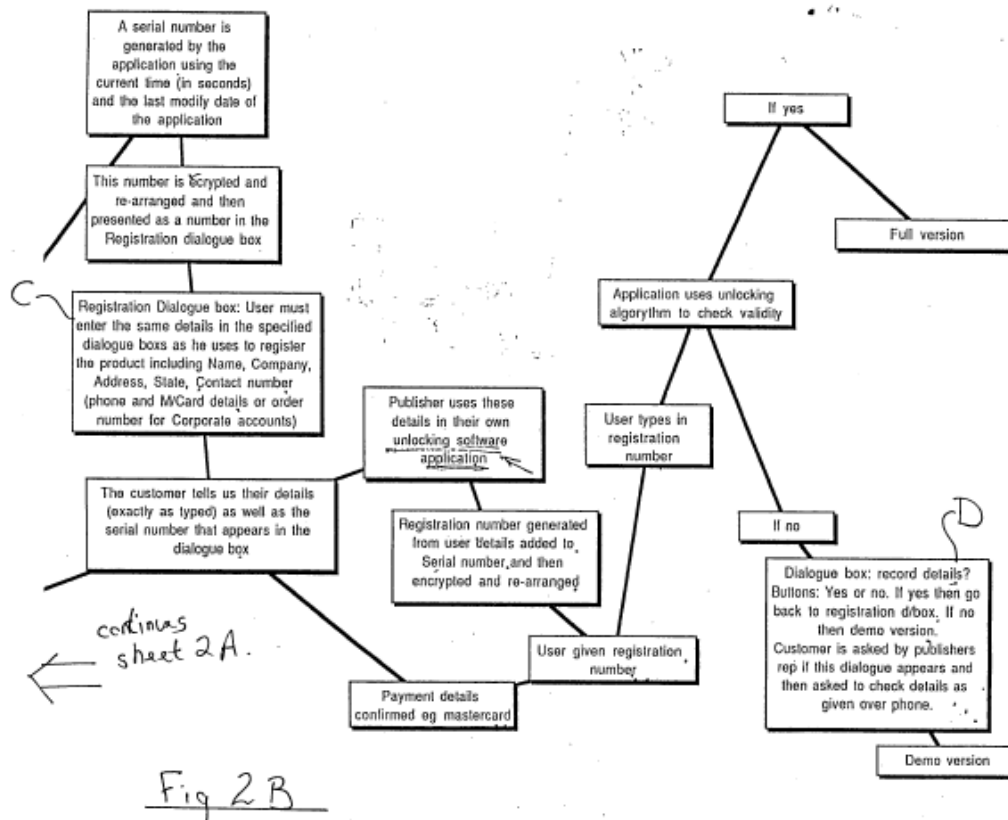 A serial number is
generated by the
application using the
current time (in seconds)
and the last modify date of
the application
This number is ecrypted and
re-arranged and then
presented as a number in the
Registration dialogue box
C
Registration Dialogue box: User must
enter the same details in the specified
dialogue boxs as he uses to register
the product including Name, Company,
Address, State, Contact number
(phone and M/Card details or order
number for Corporate accounts)
The customer tells us their details
(exactly as typed) as well as the
serial number that appears in the
dialogue box
continues
sheet 2A.
Publisher uses these
details in their own
unlocking software
application
Registration number generated
from user details added to
Serial number, and then
encrypted and re-arranged
Payment details
confirmed eg mastercard
User given registration
number
User types in
registration
number
Application uses unlocking
algorythm to check validity
If yes
Full version
If no
D
Dialogue box: record details?
Buttons: Yes or no. If yes then go
back to registration d/box. If no
then demo version.
Customer is asked by publishers
rep if this dialogue appears and
then asked to check details as
given over phone.
Demo version
Fig 2B